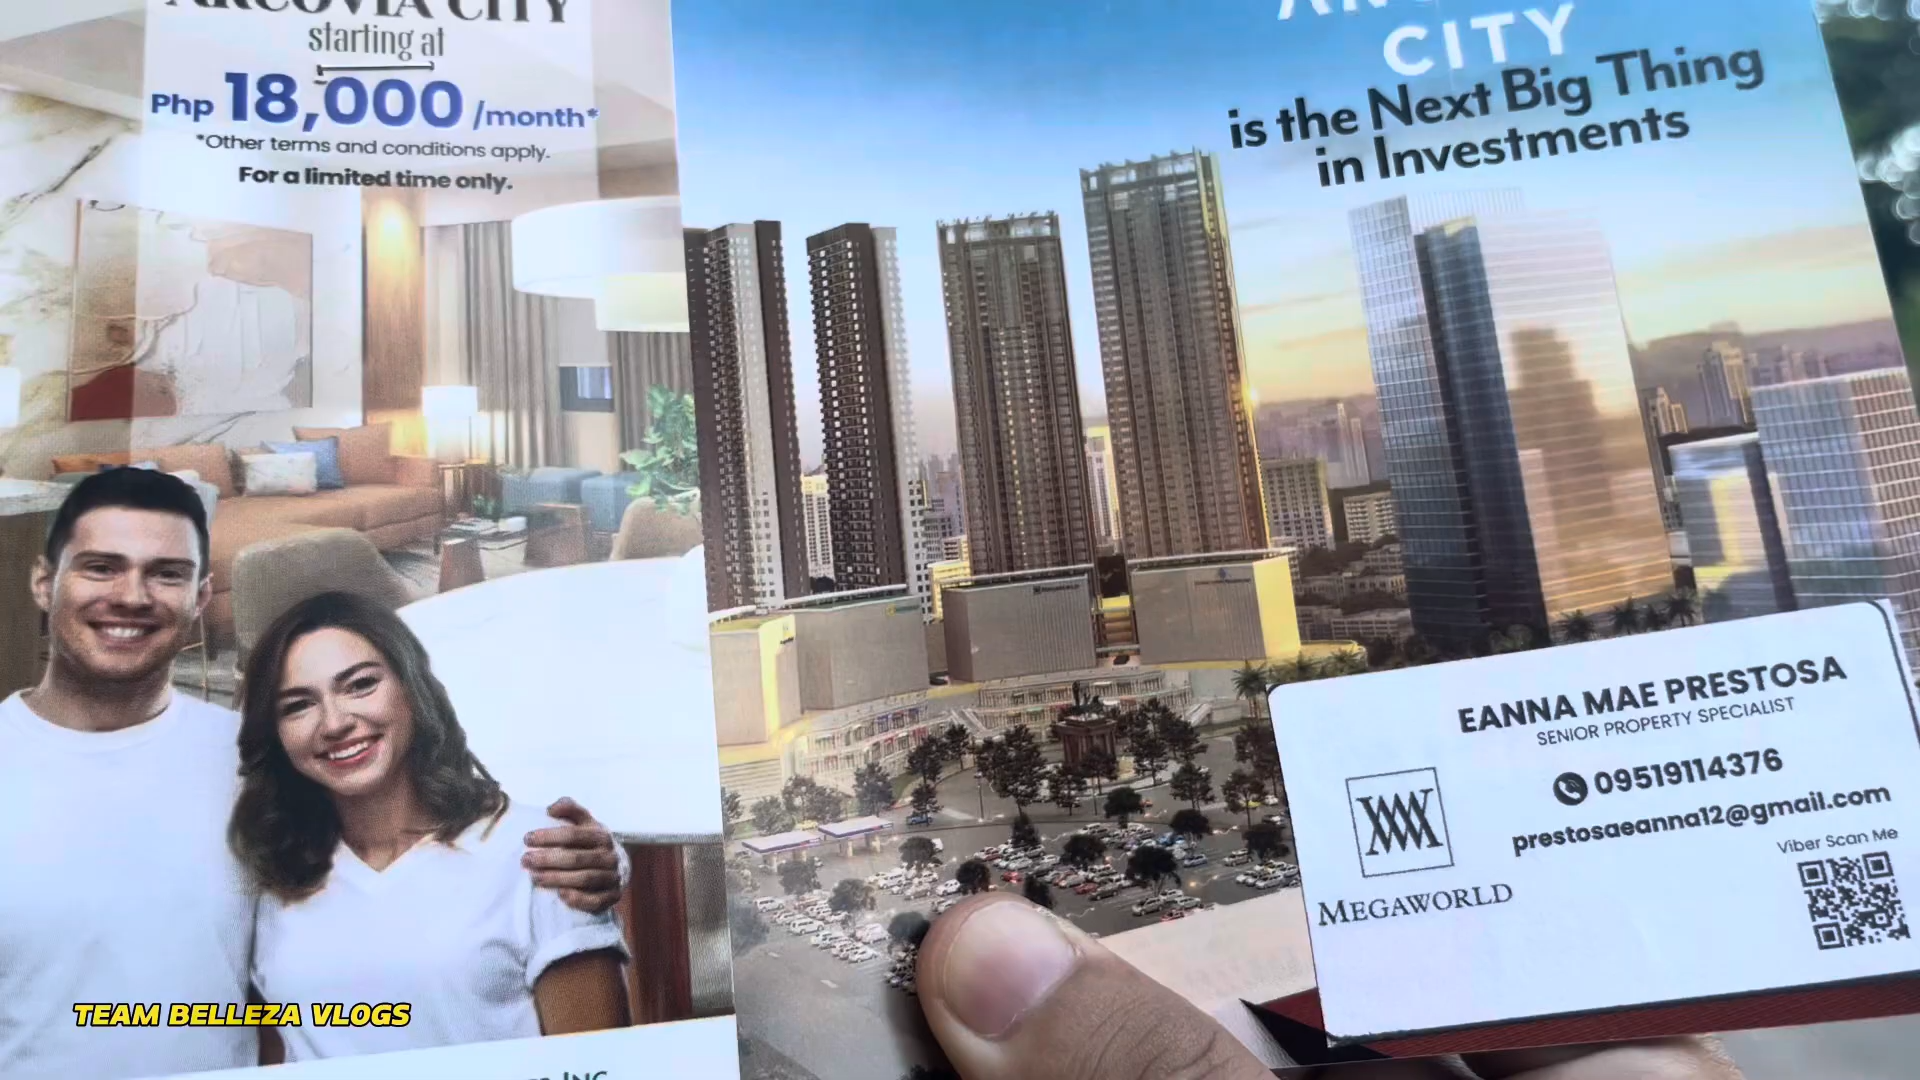 ARCOVIA CITY
starting at
Php 18,000 /month*
*Other terms and conditions apply.
For a limited time only.
CITY
is the Next Big Thing
in Investments
EANNA MAE PRESTOSA
SENIOR PROPERTY SPECIALIST
09519114376
prestosaeanna12@gmail.com
Viber Scan Me
MEGAWORLD
TEAM BELLEZA VLOGS